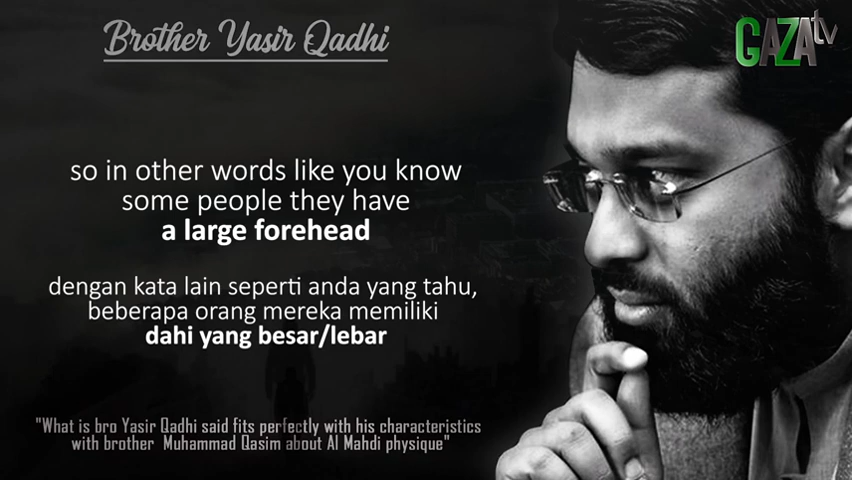 Brother Yasir Qadhi
GAZAtv
so in other words like you know
some people they have
a large forehead
dengan kata lain seperti anda yang tahu,
beberapa orang mereka memiliki
dahi yang besar/lebar
"What is bro Yasir Qadhi said fits perfectly with his characteristics
with brother Muhammad Qasim about Al Mahdi physique"